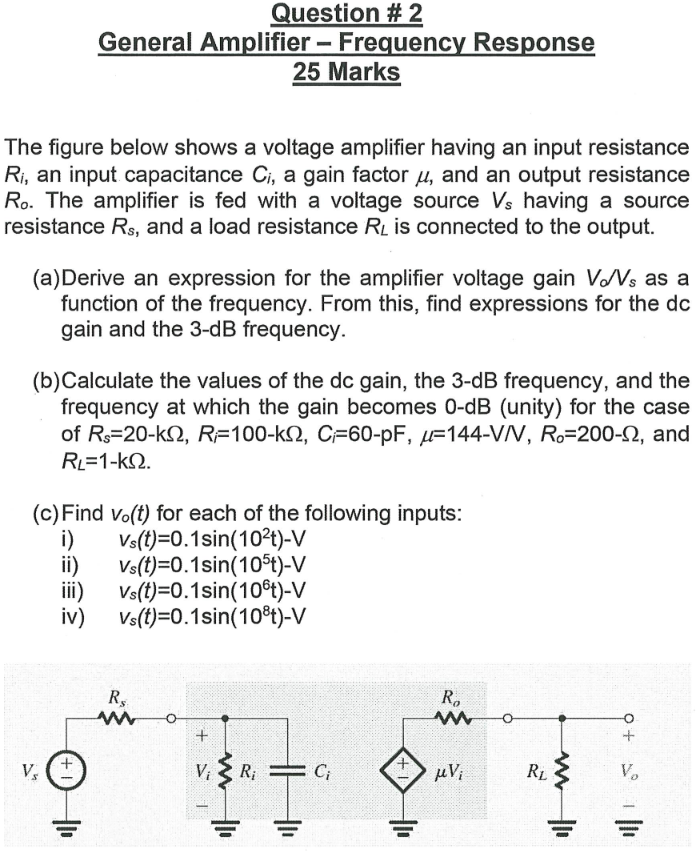 Question # 2
General Amplifier – Frequency Response
25 Marks
The figure below shows a voltage amplifier having an input resistance
Ri, an input capacitance Ci, a gain factor μ, and an output resistance
Ro. The amplifier is fed with a voltage source Vs having a source
resistance Rs, and a load resistance RL is connected to the output.
(a)Derive an expression for the amplifier voltage gain Vo/Vs as a
function of the frequency. From this, find expressions for the dc
gain and the 3-dB frequency.
(b)Calculate the values of the dc gain, the 3-dB frequency, and the
frequency at which the gain becomes 0-dB (unity) for the case
of Rs=20-kΩ, Ri=100-kΩ, Ci=60-pF, μ=144-V/V, Ro=200-Ω, and
RL=1-kΩ.
(c)Find vo(t) for each of the following inputs:
i) vs(t)=0.1sin(10²t)-V
ii) vs(t)=0.1sin(10⁵t)-V
iii) vs(t)=0.1sin(10⁶t)-V
iv) vs(t)=0.1sin(10⁸t)-V
Rs Ro
+ +
Vs + Vi Ri Ci + μVi RL Vo